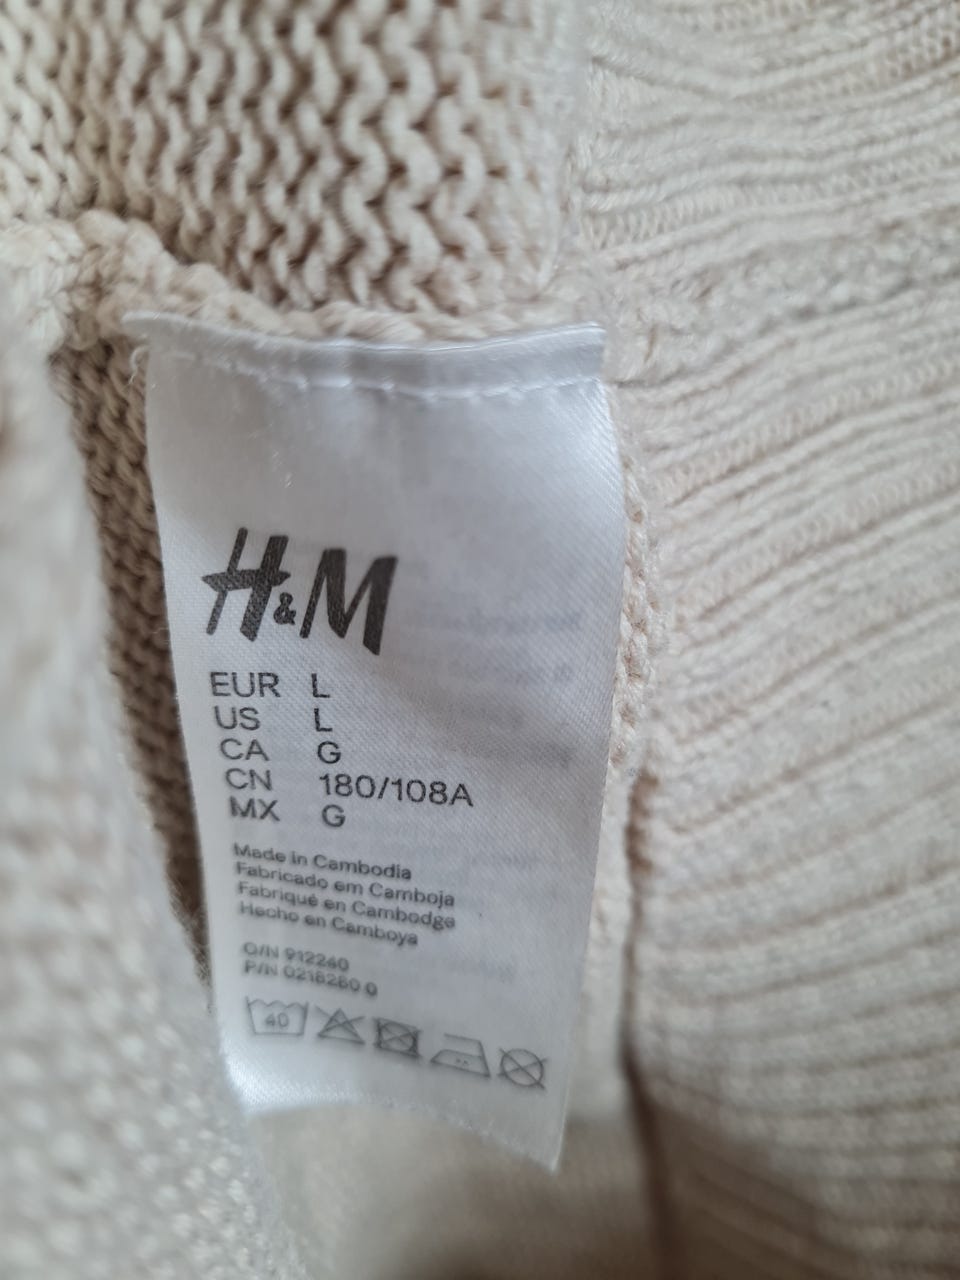 H&M
EUR L
US L
CA G
CN 180/108A
MX G
Made in Cambodia
Fabricado em Camboja
Fabriqué en Cambodge
Hecho en Camboya
O/N 912240
P/N 0218280 0
40